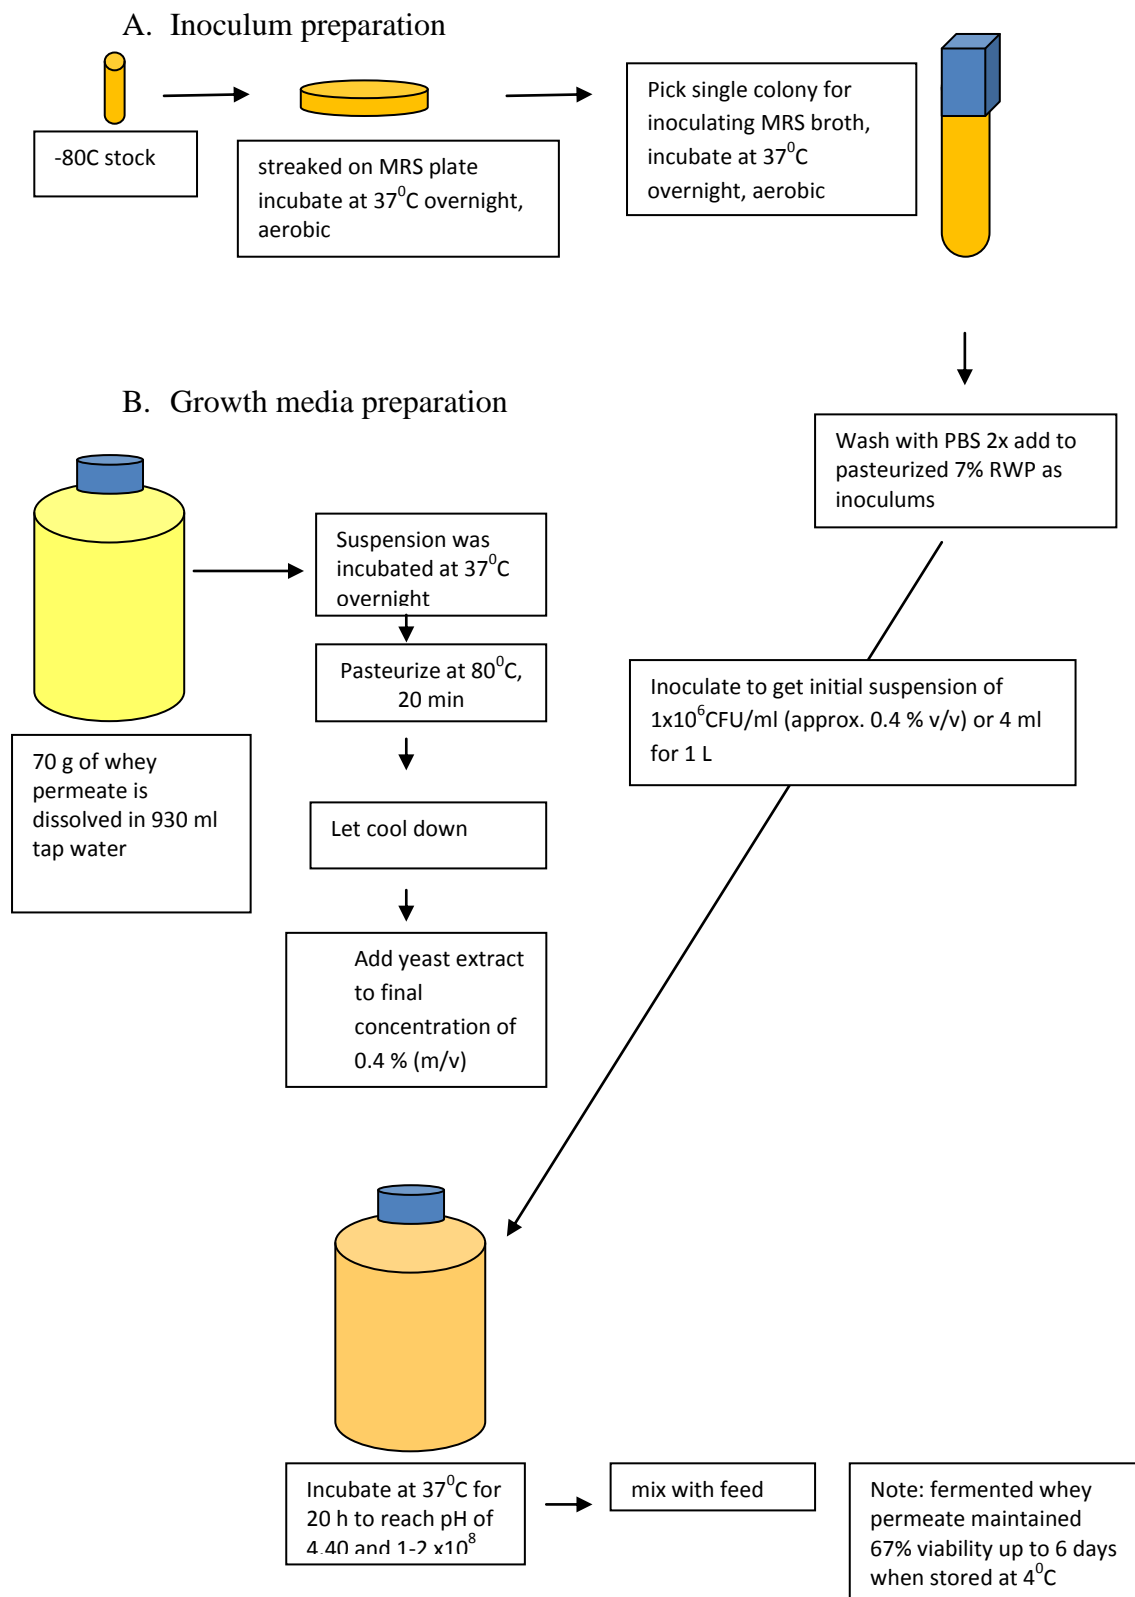 A. Inoculum preparation
-80C stock
streaked on MRS plate
incubate at 37⁰C overnight,
aerobic
Pick single colony for
inoculating MRS broth,
incubate at 37⁰C
overnight, aerobic
Wash with PBS 2x add to
pasteurized 7% RWP as
inoculums
B. Growth media preparation
70 g of whey
permeate is
dissolved in 930 ml
tap water
Suspension was
incubated at 37⁰C
overnight
Pasteurize at 80⁰C,
20 min
Let cool down
Add yeast extract
to final
concentration of
0.4 % (m/v)
Inoculate to get initial suspension of
1x10⁶CFU/ml (approx. 0.4 % v/v) or 4 ml
for 1 L
Incubate at 37⁰C for
20 h to reach pH of
4.40 and 1-2 x10⁸
mix with feed
Note: fermented whey
permeate maintained
67% viability up to 6 days
when stored at 4⁰C